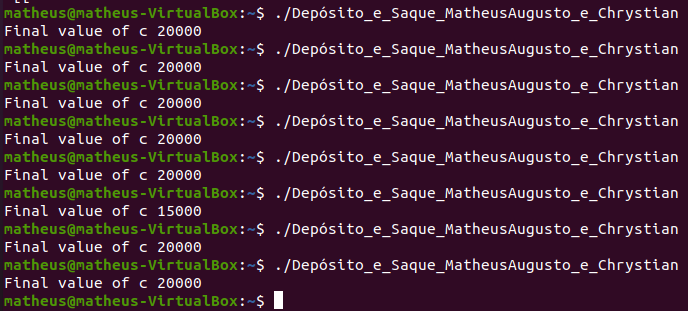 matheus@matheus-VirtualBox:~$ ./Depósito_e_Saque_MatheusAugusto_e_Chrystian
Final value of c 20000
matheus@matheus-VirtualBox:~$ ./Depósito_e_Saque_MatheusAugusto_e_Chrystian
Final value of c 20000
matheus@matheus-VirtualBox:~$ ./Depósito_e_Saque_MatheusAugusto_e_Chrystian
Final value of c 20000
matheus@matheus-VirtualBox:~$ ./Depósito_e_Saque_MatheusAugusto_e_Chrystian
Final value of c 20000
matheus@matheus-VirtualBox:~$ ./Depósito_e_Saque_MatheusAugusto_e_Chrystian
Final value of c 20000
matheus@matheus-VirtualBox:~$ ./Depósito_e_Saque_MatheusAugusto_e_Chrystian
Final value of c 15000
matheus@matheus-VirtualBox:~$ ./Depósito_e_Saque_MatheusAugusto_e_Chrystian
Final value of c 20000
matheus@matheus-VirtualBox:~$ ./Depósito_e_Saque_MatheusAugusto_e_Chrystian
Final value of c 20000
matheus@matheus-VirtualBox:~$